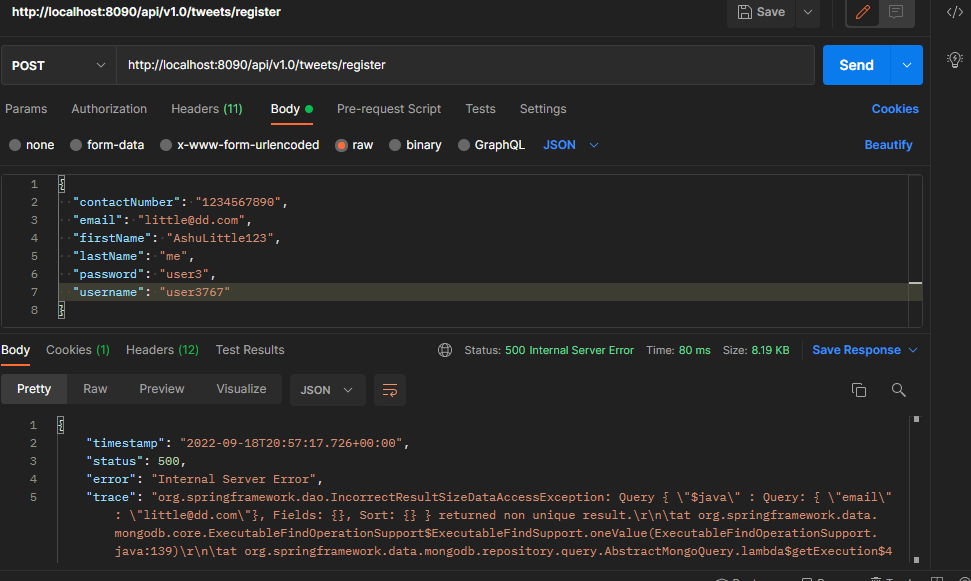 http://localhost:8090/api/v1.0/tweets/register
Save
POST
http://localhost:8090/api/v1.0/tweets/register
Send
Params Authorization Headers (11) Body Pre-request Script Tests Settings Cookies
none form-data x-www-form-urlencoded raw binary GraphQL JSON Beautify
1 {
2 "contactNumber": "1234567890",
3 "email": "little@dd.com",
4 "firstName": "AshuLittle123",
5 "lastName": "me",
6 "password": "user3",
7 "username": "user3767"
8 }
Body Cookies (1) Headers (12) Test Results Status: 500 Internal Server Error Time: 80 ms Size: 8.19 KB Save Response
Pretty Raw Preview Visualize JSON
1 {
2 "timestamp": "2022-09-18T20:57:17.726+00:00",
3 "status": 500,
4 "error": "Internal Server Error",
5 "trace": "org.springframework.dao.IncorrectResultSizeDataAccessException: Query { \"$java\" : Query: { \"email\"
: \"little@dd.com\"}, Fields: {}, Sort: {} } returned non unique result.\r\n\tat org.springframework.data.
mongodb.core.ExecutableFindOperationSupport$ExecutableFindSupport.oneValue(ExecutableFindOperationSupport.
java:139)\r\n\tat org.springframework.data.mongodb.repository.query.AbstractMongoQuery.lambda$getExecution$4